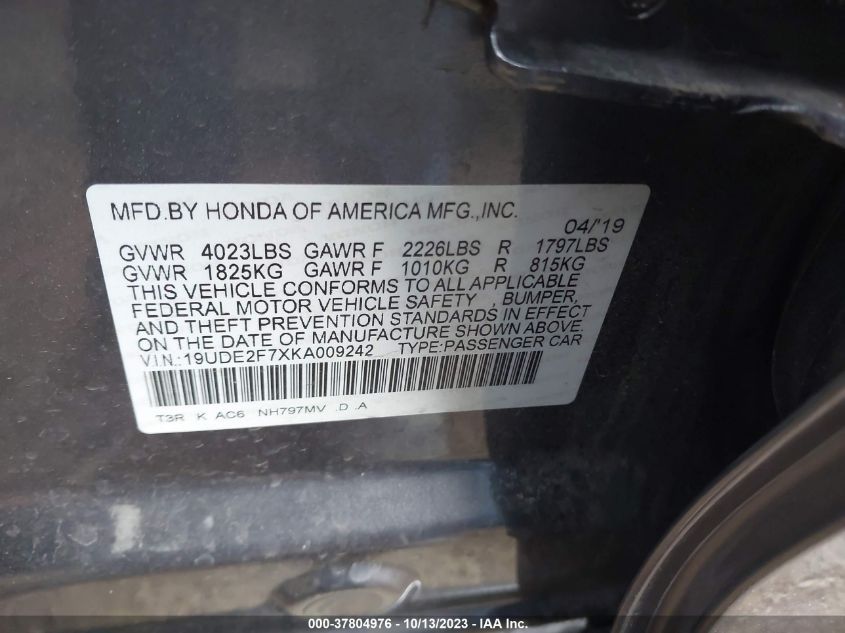 MFD.BY HONDA OF AMERICA MFG.,INC.
04/'19
GVWR 4023LBS GAWR F 2226LBS R 1797LBS
GVWR 1825KG GAWR F 1010KG R 815KG
THIS VEHICLE CONFORMS TO ALL APPLICABLE
FEDERAL MOTOR VEHICLE SAFETY , BUMPER,
AND THEFT PREVENTION STANDARDS IN EFFECT
ON THE DATE OF MANUFACTURE SHOWN ABOVE.
V.I.N.:19UDE2F7XKA009242 TYPE:PASSENGER CAR
T3R K AC6 NH797MV .D .A
000-37804976 - 10/13/2023 - IAA Inc.